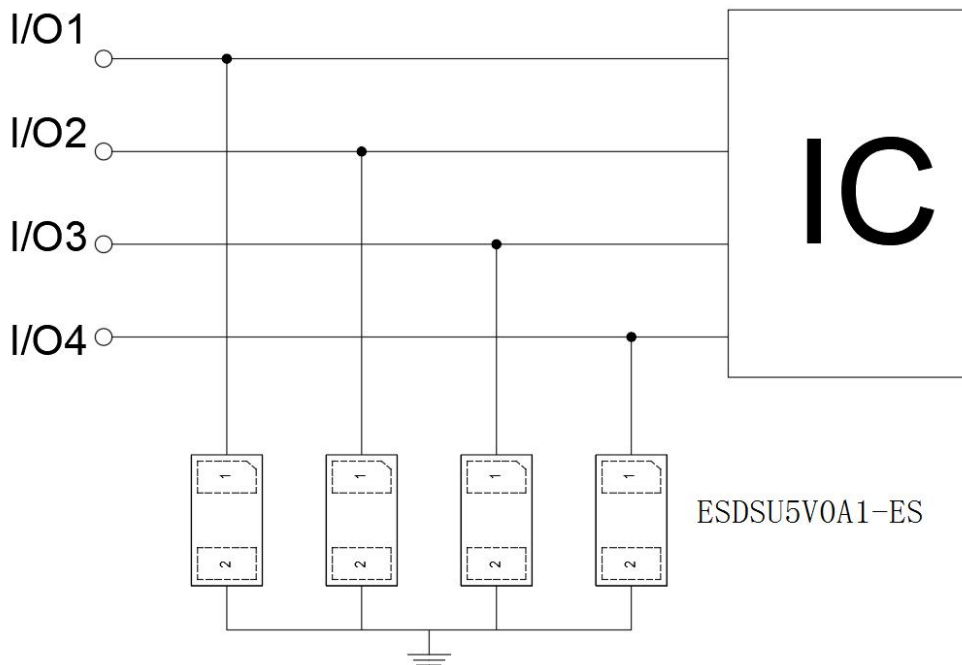 I/O1
I/O2
I/O3
I/O4
IC
1 1 1 1
ESDSU5V0A1-ES
2 2 2 2